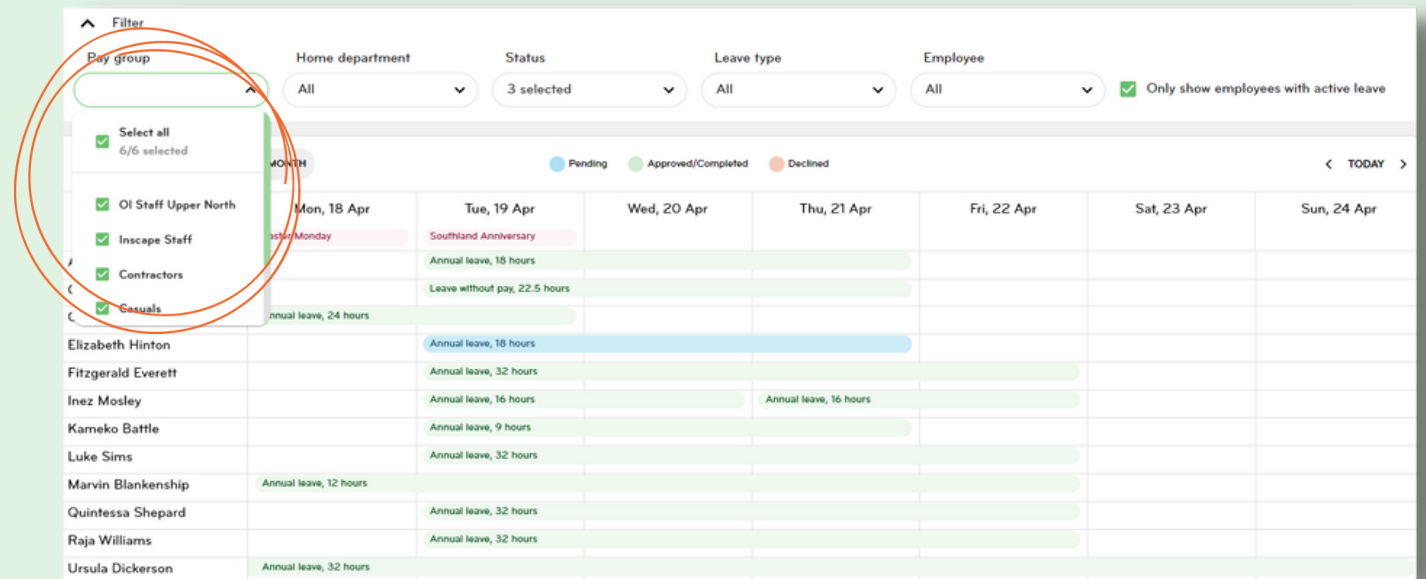 Filter
Pay group Home department Status Leave type Employee
All 3 selected All All Only show employees with active leave
Select all
6/6 selected
MONTH Pending Approved/Completed Declined TODAY
OI Staff Upper North Mon, 18 Apr Tue, 19 Apr Wed, 20 Apr Thu, 21 Apr Fri, 22 Apr Sat, 23 Apr Sun, 24 Apr
Inscape Staff Monday Southland Anniversary
Annual leave, 18 hours
Contractors Leave without pay, 22.5 hours
Casuals Annual leave, 24 hours
Elizabeth Hinton Annual leave, 18 hours
Fitzgerald Everett Annual leave, 32 hours
Inez Mosley Annual leave, 16 hours Annual leave, 16 hours
Kameko Battle Annual leave, 9 hours
Luke Sims Annual leave, 32 hours
Marvin Blankenship Annual leave, 12 hours
Quintessa Shepard Annual leave, 32 hours
Raja Williams Annual leave, 32 hours
Ursula Dickerson Annual leave, 32 hours